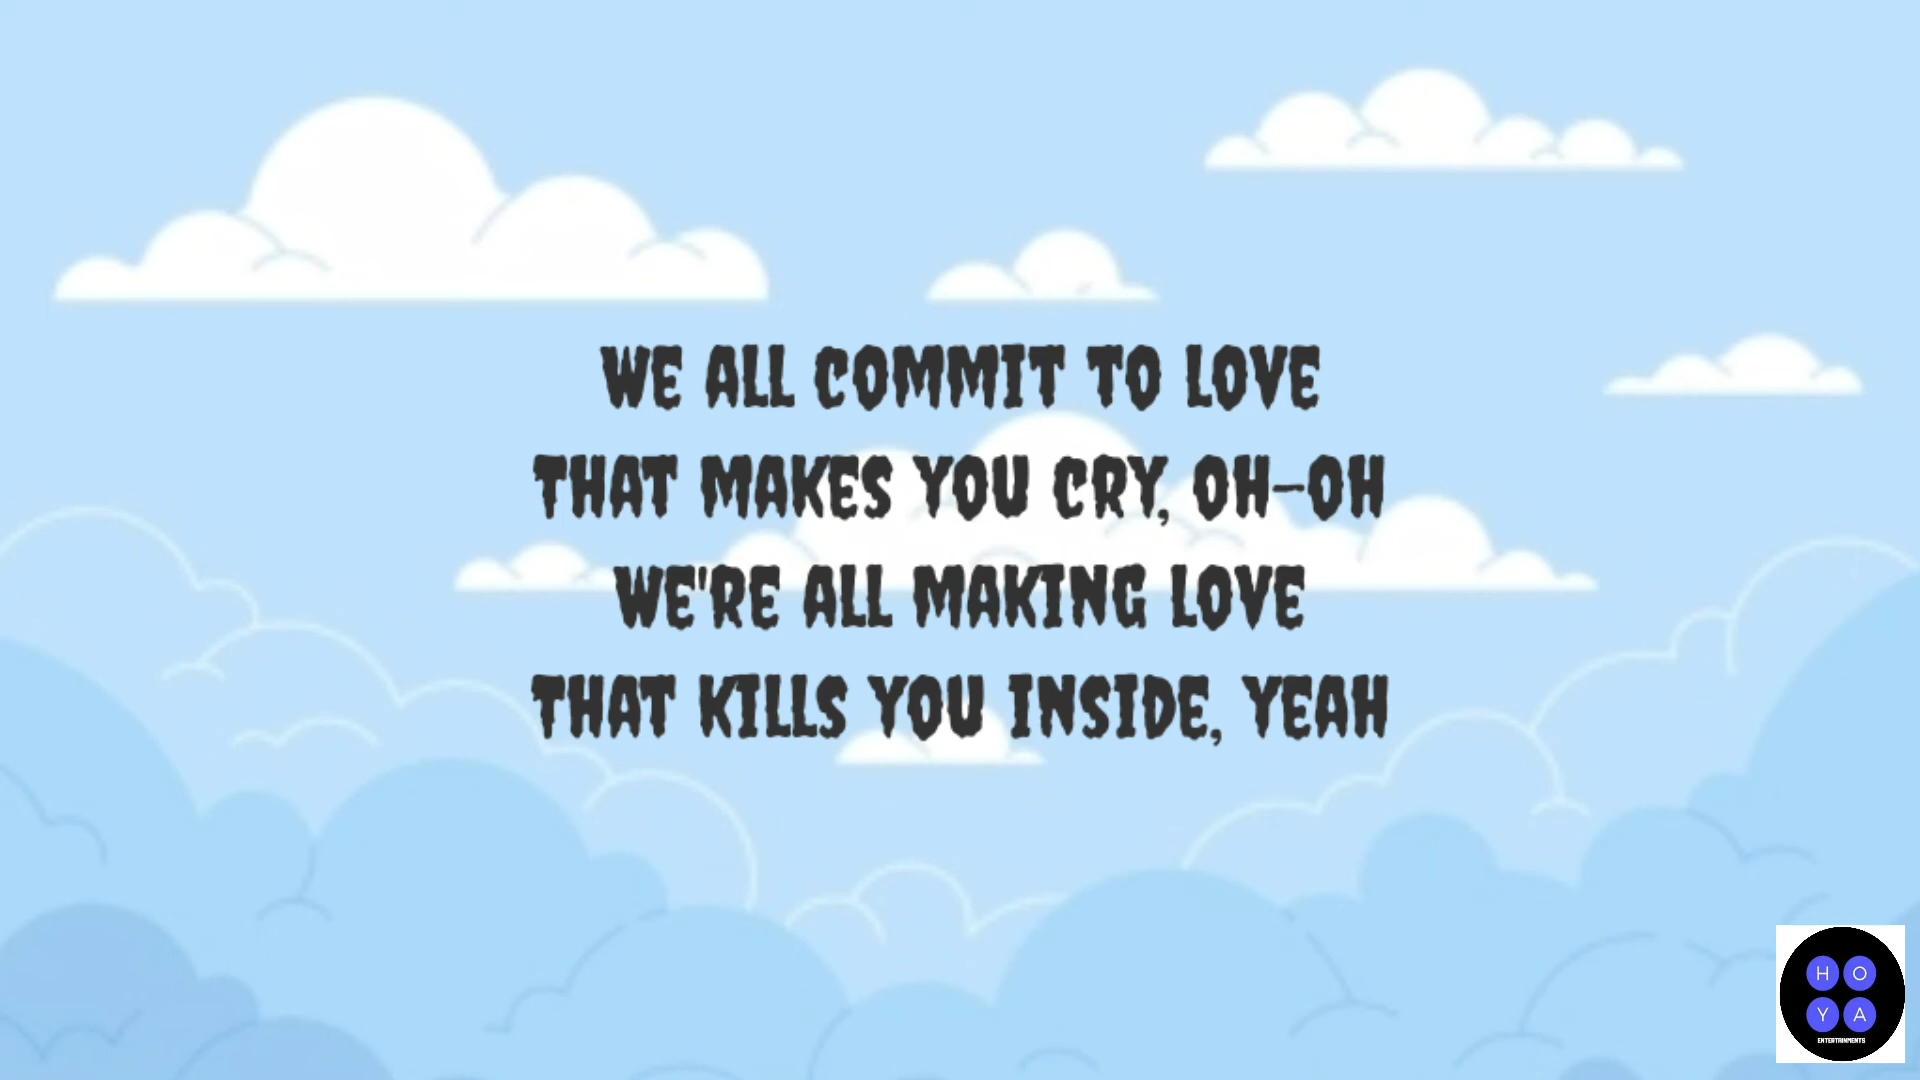 WE ALL COMMIT TO LOVE
THAT MAKES YOU CRY, OH-OH
WE'RE ALL MAKING LOVE
THAT KILLS YOU INSIDE, YEAH
H O
Y A
ENTERTAINMENTS